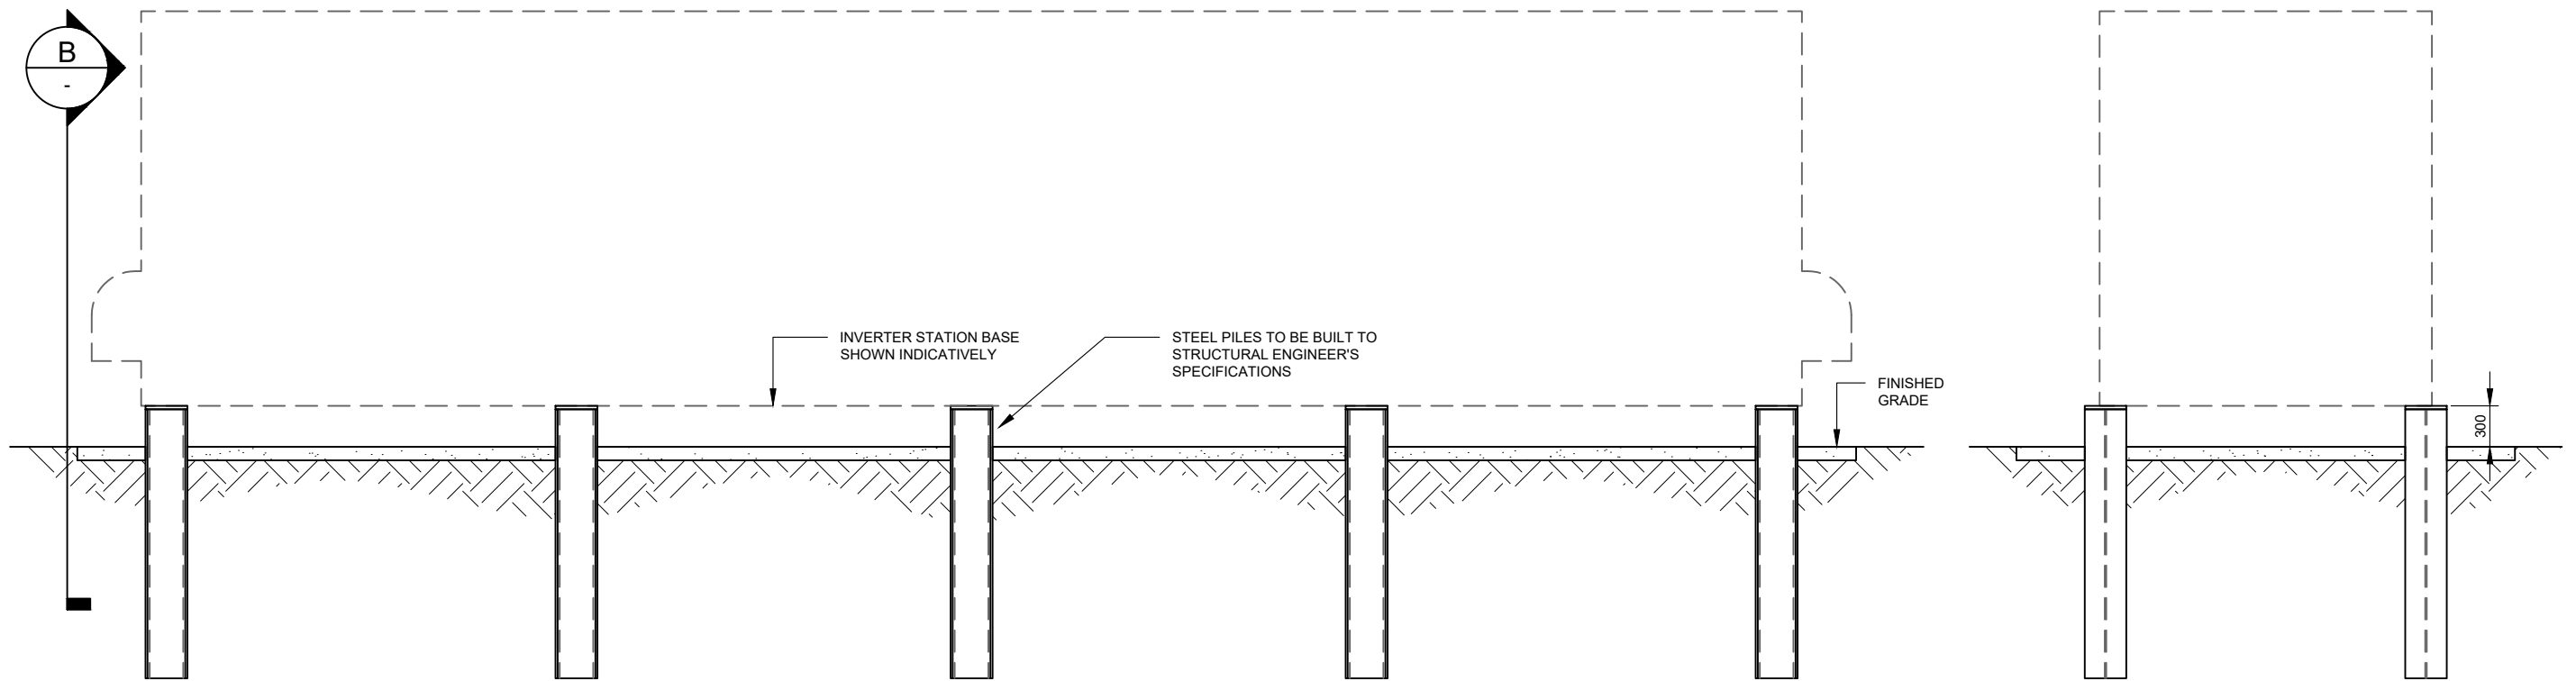 B
-
INVERTER STATION BASE
SHOWN INDICATIVELY
STEEL PILES TO BE BUILT TO
STRUCTURAL ENGINEER'S
SPECIFICATIONS
FINISHED
GRADE
300